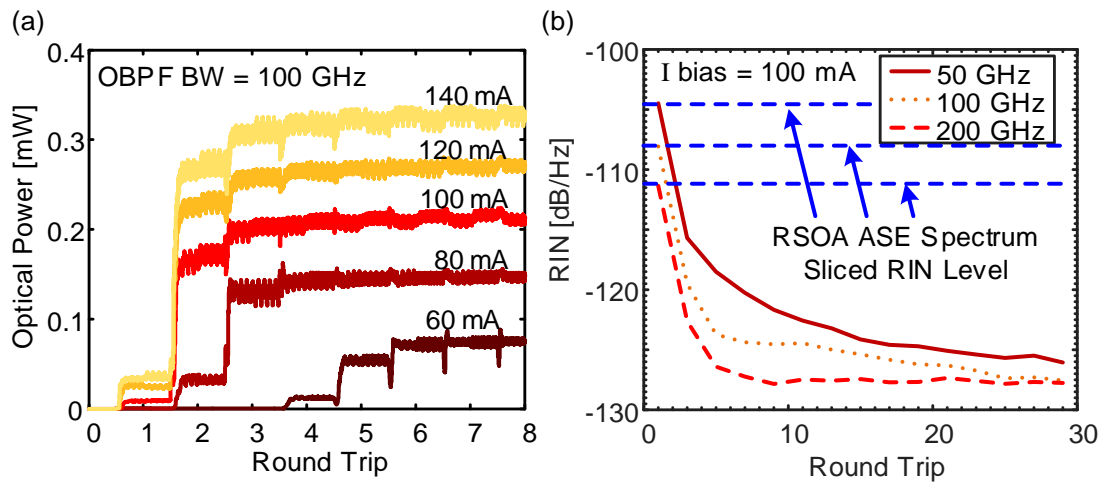 (a)
OBPF BW = 100 GHz
140 mA
120 mA
100 mA
80 mA
60 mA
0.4
0.3
0.2
0.1
0
0 1 2 3 4 5 6 7 8
Optical Power [mW]
Round Trip
(b)
I bias = 100 mA
50 GHz
100 GHz
200 GHz
RSOA ASE Spectrum
Sliced RIN Level
-100
-110
-120
-130
0 10 20 30
RIN [dB/Hz]
Round Trip